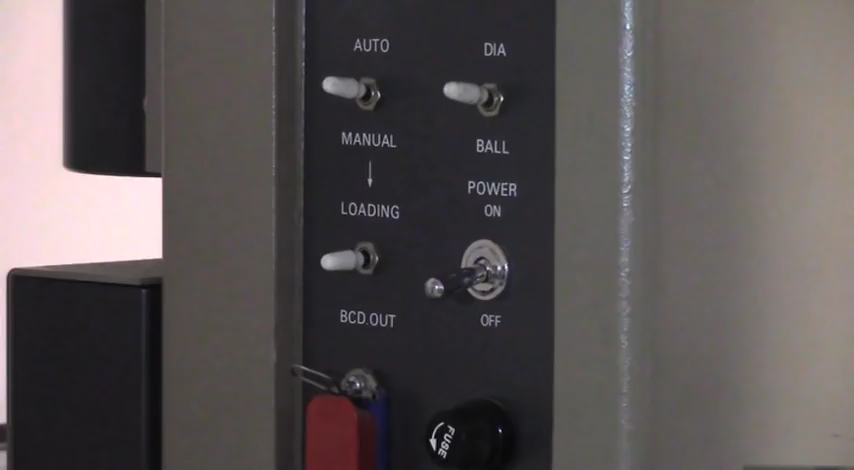 AUTO
DIA
MANUAL
BALL
POWER
ON
LOADING
BCD.OUT
OFF
FUSE